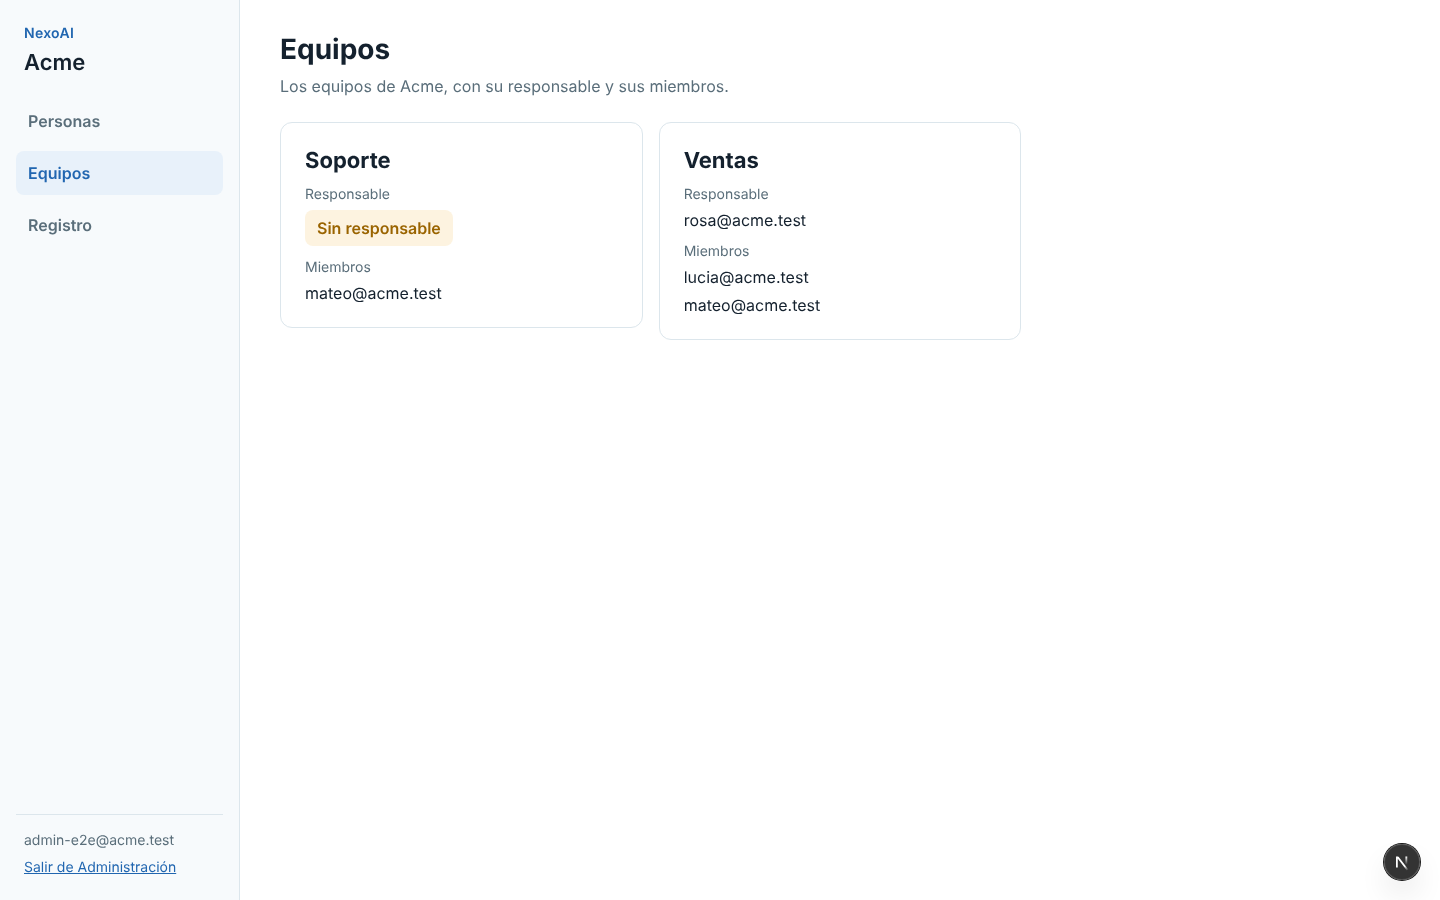 NexoAI
Acme
Personas
Equipos
Registro
admin-e2e@acme.test
Salir de Administración
Equipos
Los equipos de Acme, con su responsable y sus miembros.
Soporte
Responsable
Sin responsable
Miembros
mateo@acme.test
Ventas
Responsable
rosa@acme.test
Miembros
lucia@acme.test
mateo@acme.test
N